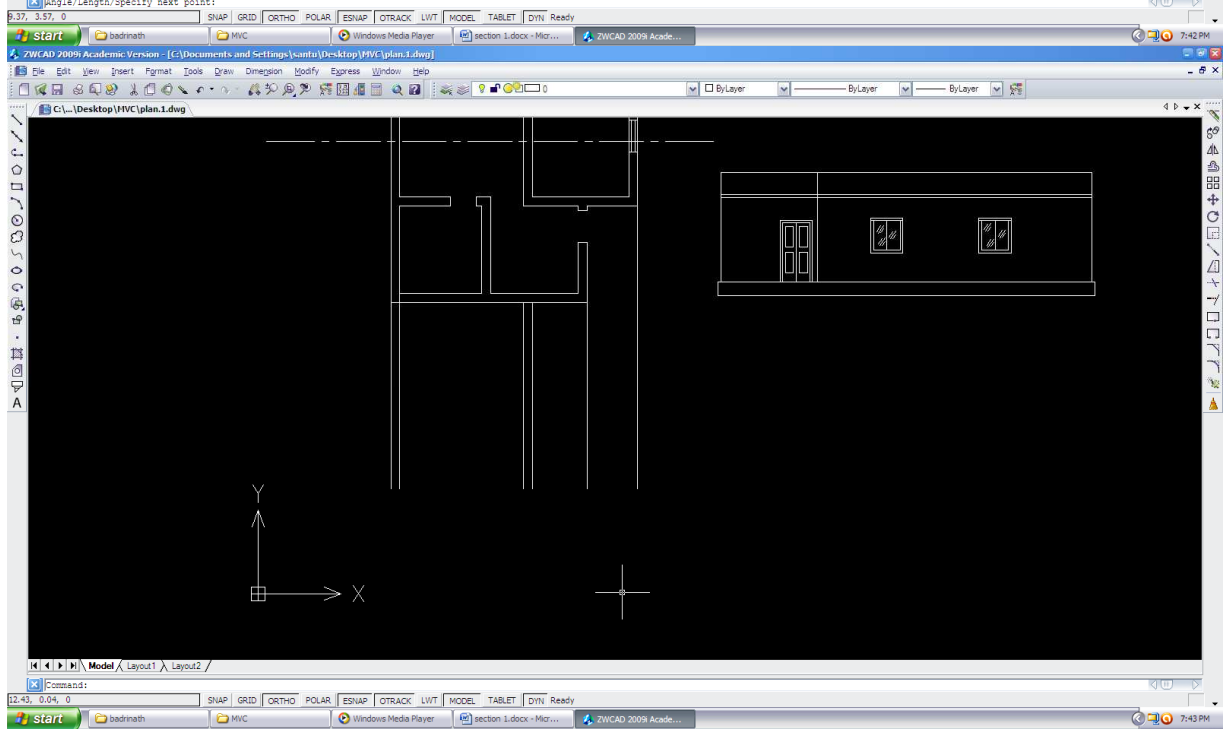 Angle/Length/Specify next point:
9.37, 3.57, 0 SNAP GRID ORTHO POLAR ESNAP OTRACK LWT MODEL TABLET DYN Ready
start badrinath MVC Windows Media Player section 1.docx - Micr... ZWCAD 2009i Acade... 7:42 PM
ZWCAD 2009i Academic Version - [C:\Documents and Settings\santu\Desktop\MVC\plan.1.dwg]
File Edit View Insert Format Tools Draw Dimension Modify Express Window Help
0 ByLayer ByLayer ByLayer
C:\...\Desktop\MVC\plan.1.dwg
A
Y
X
Model Layout1 Layout2
Command:
12.43, 0.04, 0 SNAP GRID ORTHO POLAR ESNAP OTRACK LWT MODEL TABLET DYN Ready
start badrinath MVC Windows Media Player section 1.docx - Micr... ZWCAD 2009i Acade... 7:43 PM